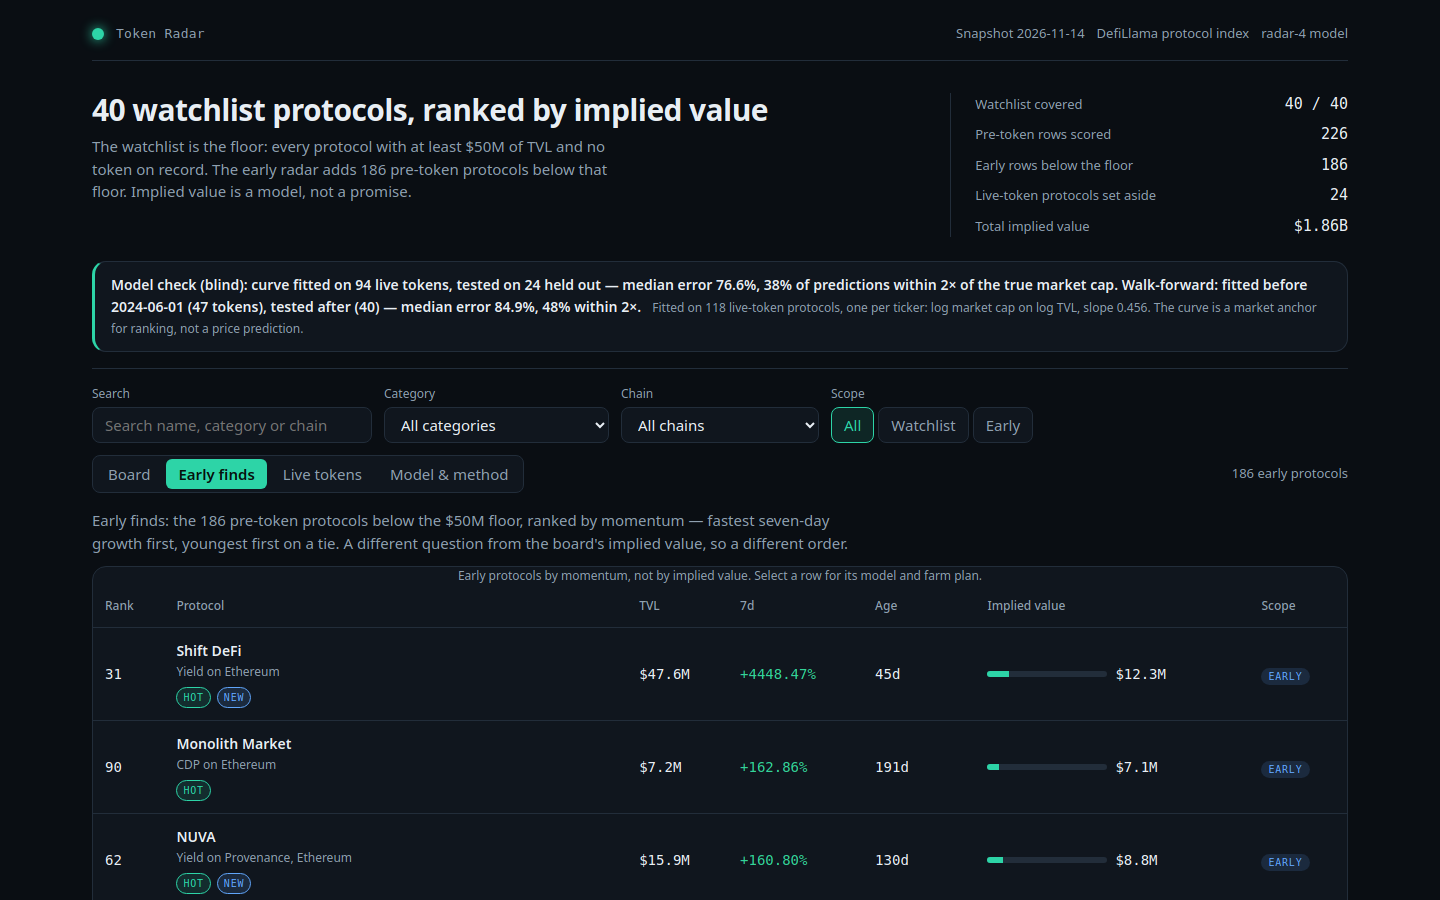 Token Radar
Snapshot 2026-11-14 DefiLlama protocol index radar-4 model
40 watchlist protocols, ranked by implied value
The watchlist is the floor: every protocol with at least $50M of TVL and no
token on record. The early radar adds 186 pre-token protocols below that
floor. Implied value is a model, not a promise.
Watchlist covered 40 / 40
Pre-token rows scored 226
Early rows below the floor 186
Live-token protocols set aside 24
Total implied value $1.86B
Model check (blind): curve fitted on 94 live tokens, tested on 24 held out — median error 76.6%, 38% of predictions within 2× of the true market cap. Walk-forward: fitted before
2024-06-01 (47 tokens), tested after (40) — median error 84.9%, 48% within 2×. Fitted on 118 live-token protocols, one per ticker: log market cap on log TVL, slope 0.456. The curve is a market anchor
for ranking, not a price prediction.
Search Category Chain Scope
Search name, category or chain All categories All chains All Watchlist Early
Board Early finds Live tokens Model & method 186 early protocols
Early finds: the 186 pre-token protocols below the $50M floor, ranked by momentum — fastest seven-day
growth first, youngest first on a tie. A different question from the board's implied value, so a different order.
Early protocols by momentum, not by implied value. Select a row for its model and farm plan.
Rank Protocol TVL 7d Age Implied value Scope
Shift DeFi
31 Yield on Ethereum $47.6M +4448.47% 45d $12.3M EARLY
HOT NEW
Monolith Market
90 CDP on Ethereum $7.2M +162.86% 191d $7.1M EARLY
HOT
NUVA
62 Yield on Provenance, Ethereum $15.9M +160.80% 130d $8.8M EARLY
HOT NEW